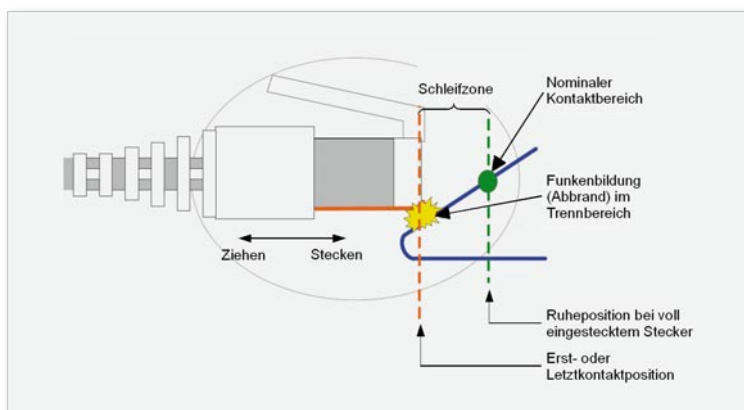 Schleifzone
Nominaler
Kontaktbereich
Funkenbildung
(Abbrand) im
Trennbereich
Ziehen
Stecken
Ruheposition bei voll
eingestecktem Stecker
Erst- oder
Letztkontaktposition